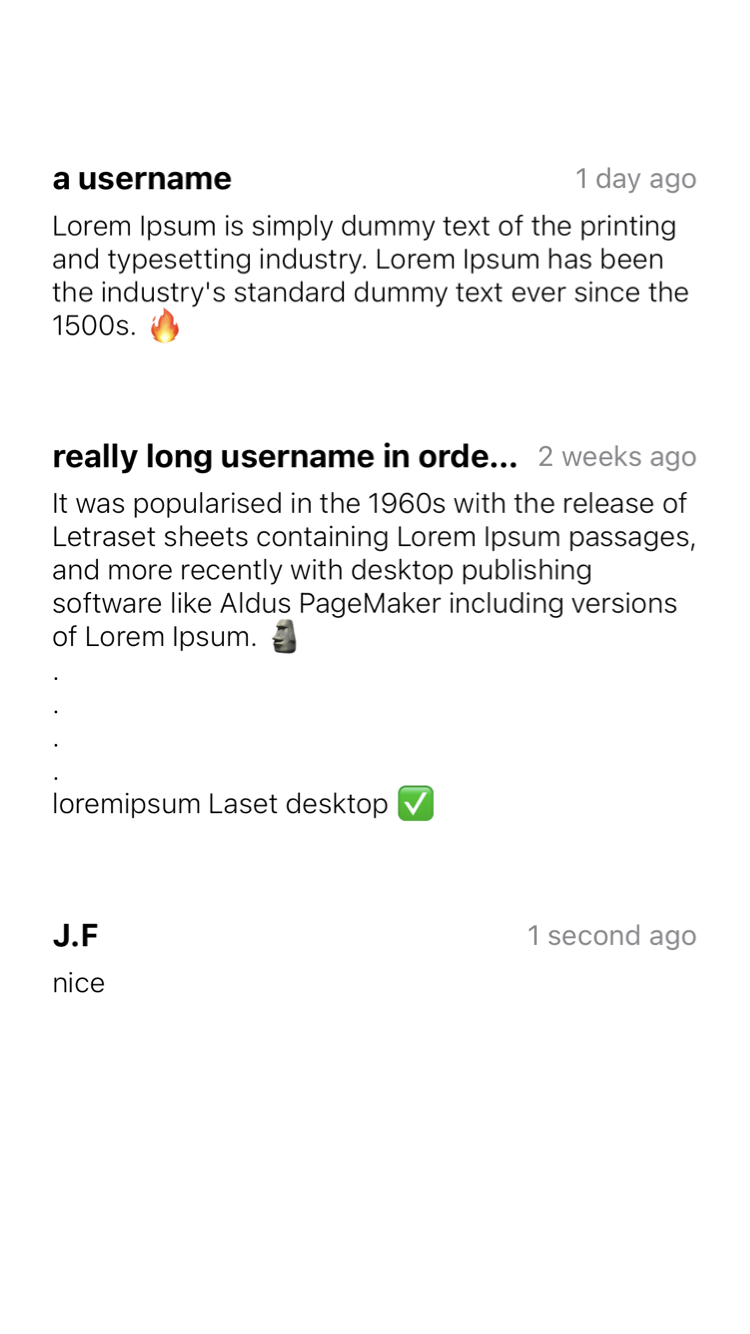 a username 1 day ago
Lorem Ipsum is simply dummy text of the printing
and typesetting industry. Lorem Ipsum has been
the industry's standard dummy text ever since the
1500s. 🔥
really long username in orde... 2 weeks ago
It was popularised in the 1960s with the release of
Letraset sheets containing Lorem Ipsum passages,
and more recently with desktop publishing
software like Aldus PageMaker including versions
of Lorem Ipsum. 🗿
.
.
.
.
loremipsum Laset desktop ✅
J.F 1 second ago
nice